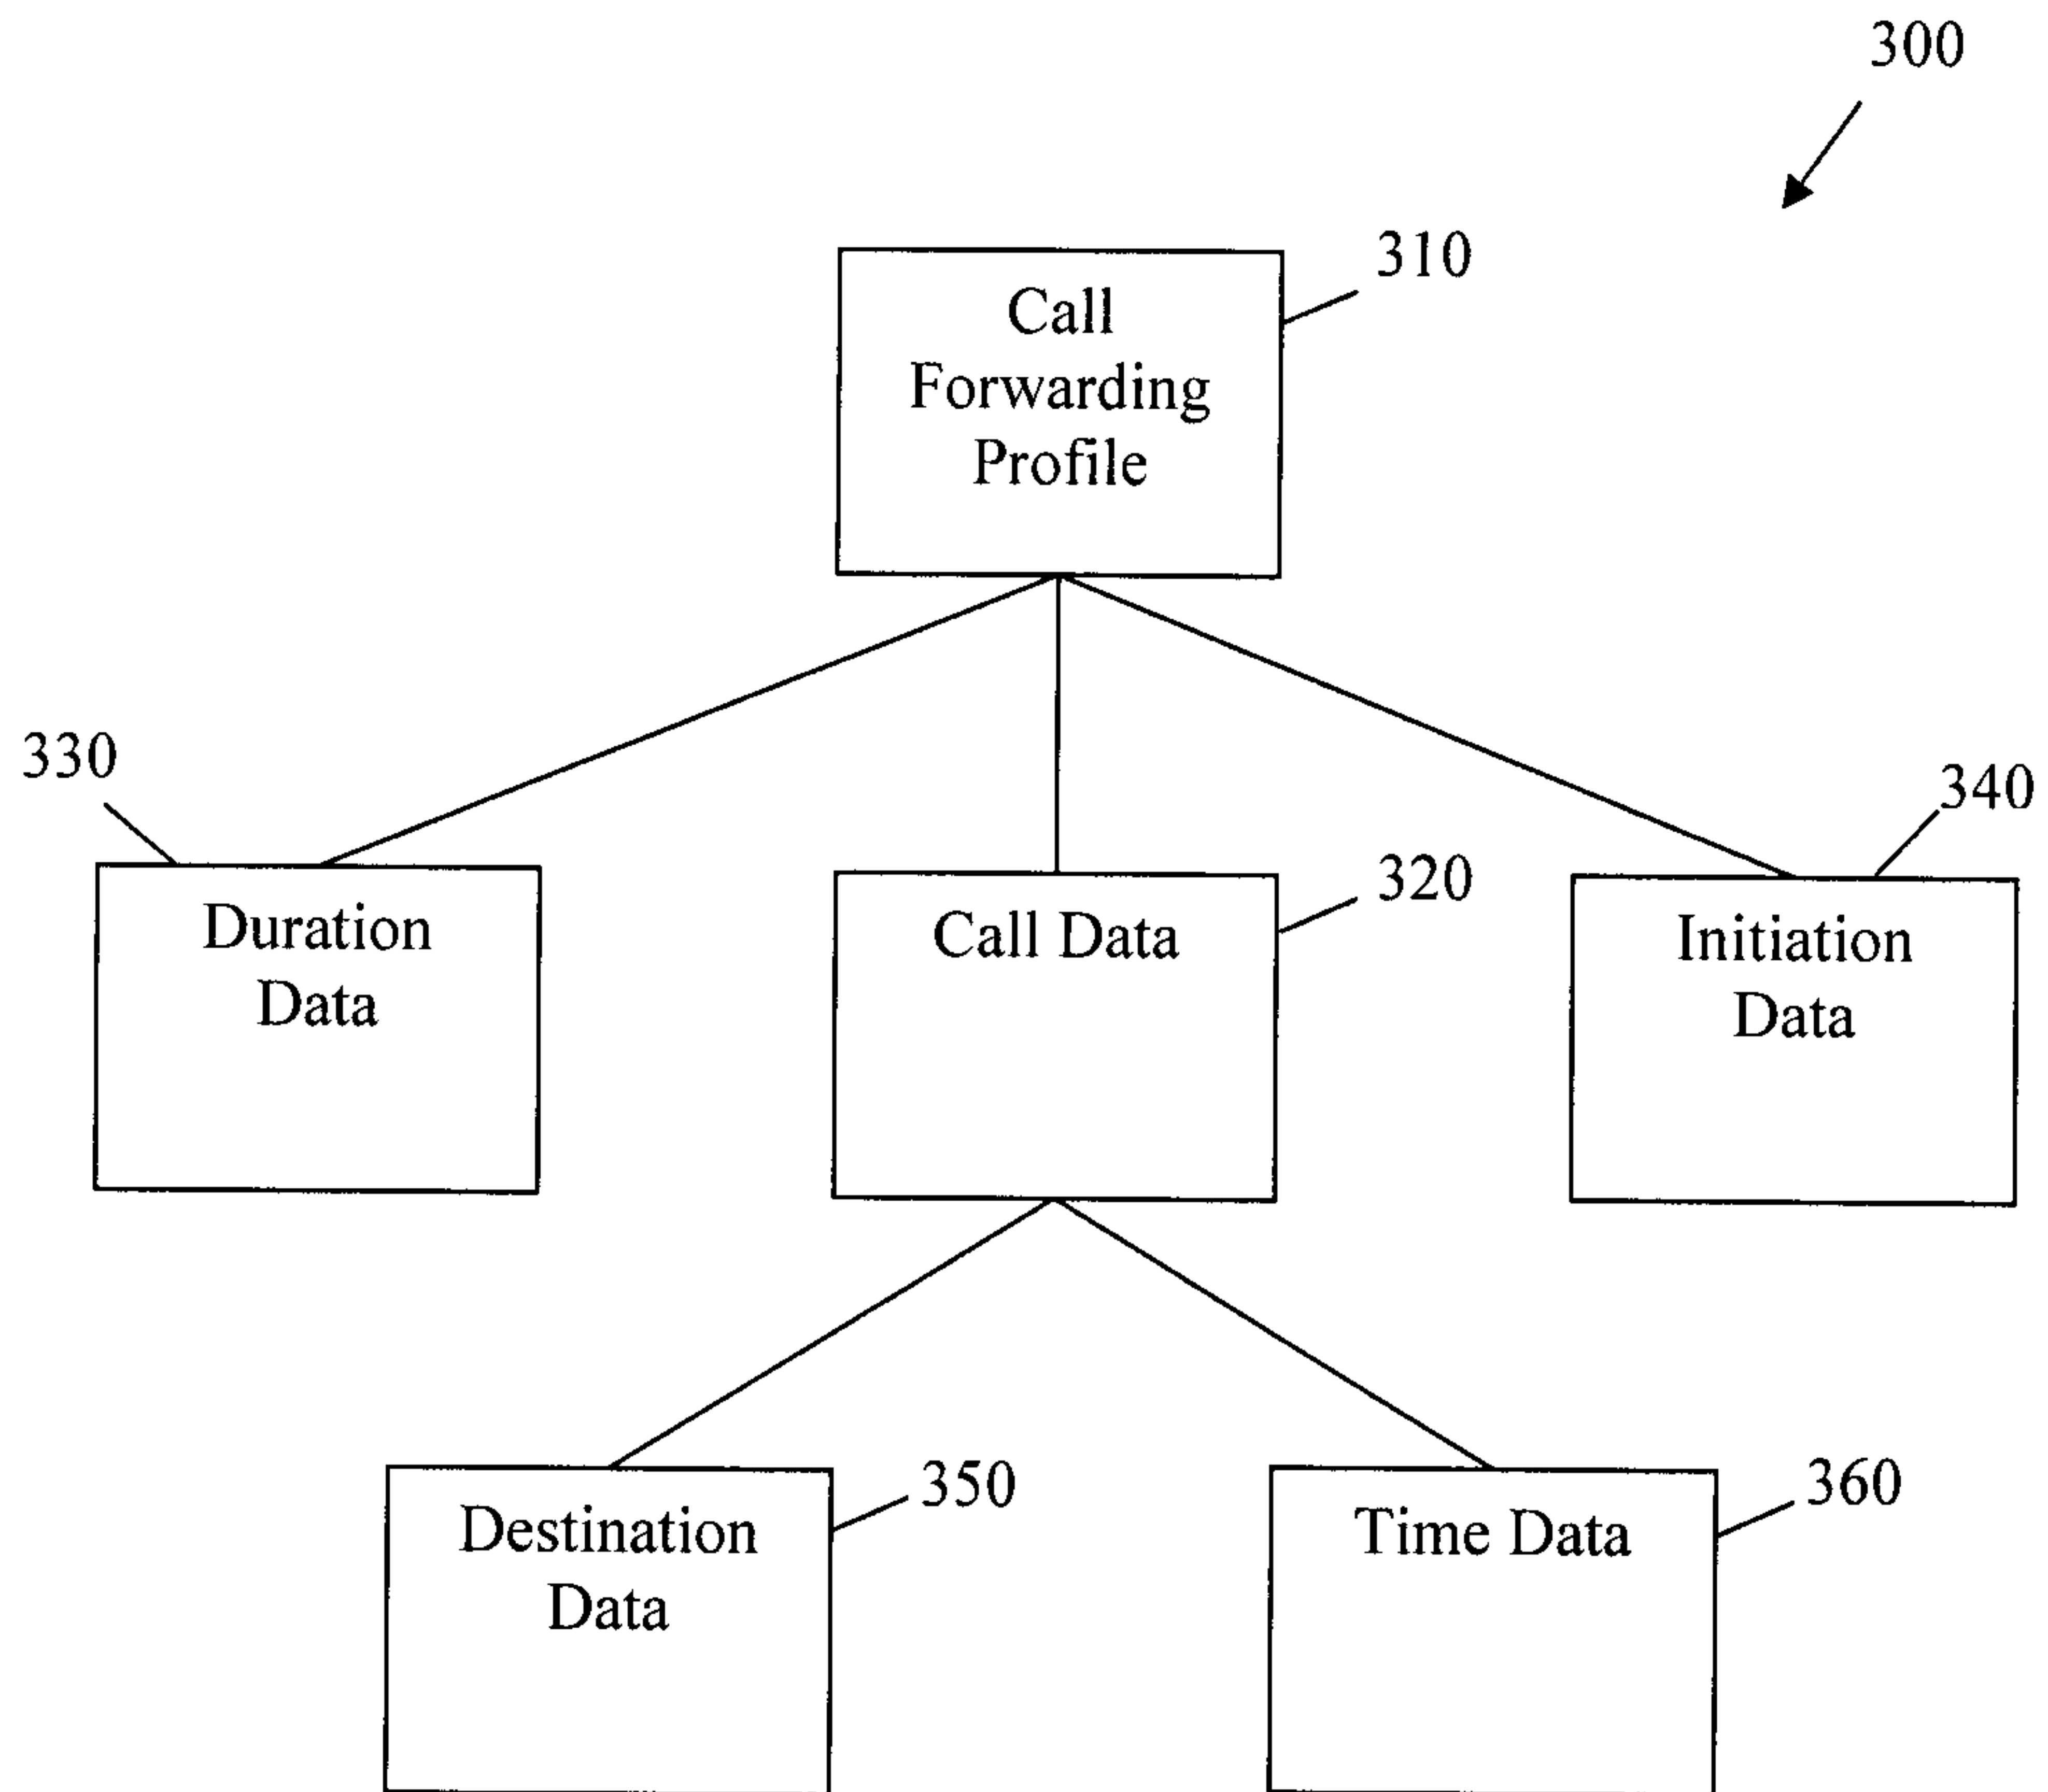 300
310
Call
Forwarding
Profile
330
340
320
Duration
Data
Call Data
Initiation
Data
350
360
Destination
Data
Time Data